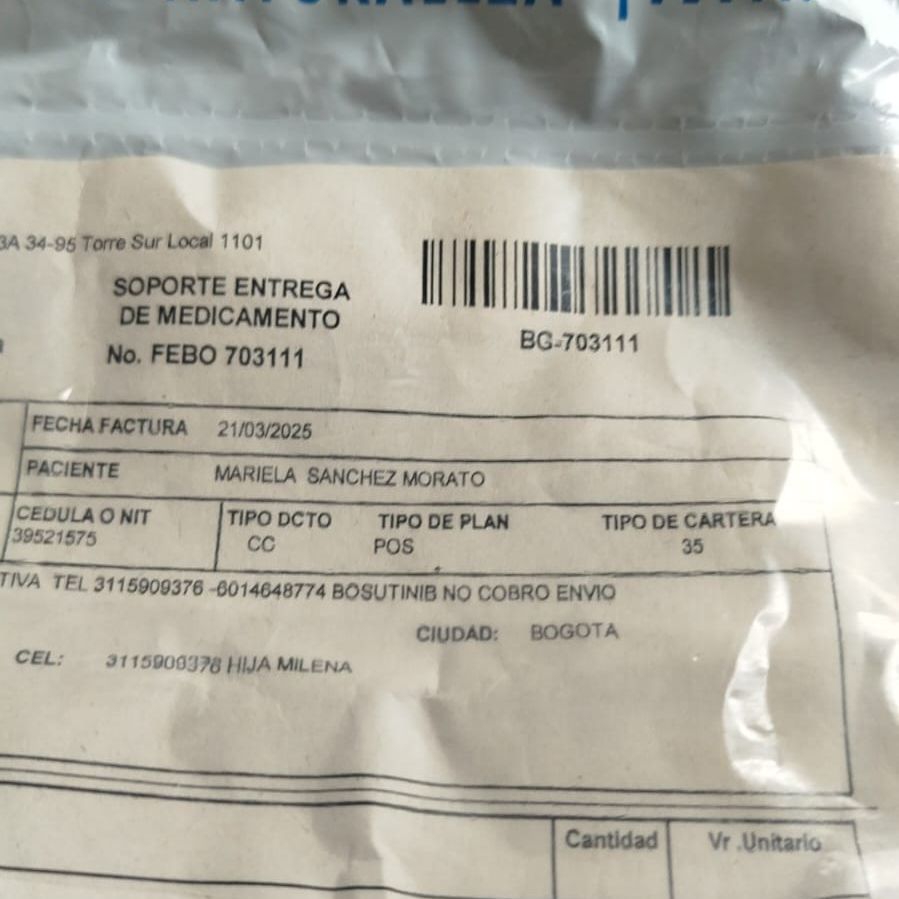 3A 34-95 Torre Sur Local 1101
SOPORTE ENTREGA
DE MEDICAMENTO
No. FEBO 703111
BG-703111
FECHA FACTURA 21/03/2025
PACIENTE MARIELA SANCHEZ MORATO
CEDULA O NIT TIPO DCTO TIPO DE PLAN TIPO DE CARTERA
39521575 CC POS 35
TIVA TEL 3115909376 -6014648774 BOSUTINIB NO COBRO ENVIO
CIUDAD: BOGOTA
CEL: 3115909376 HIJA MILENA
Cantidad Vr .Unitario